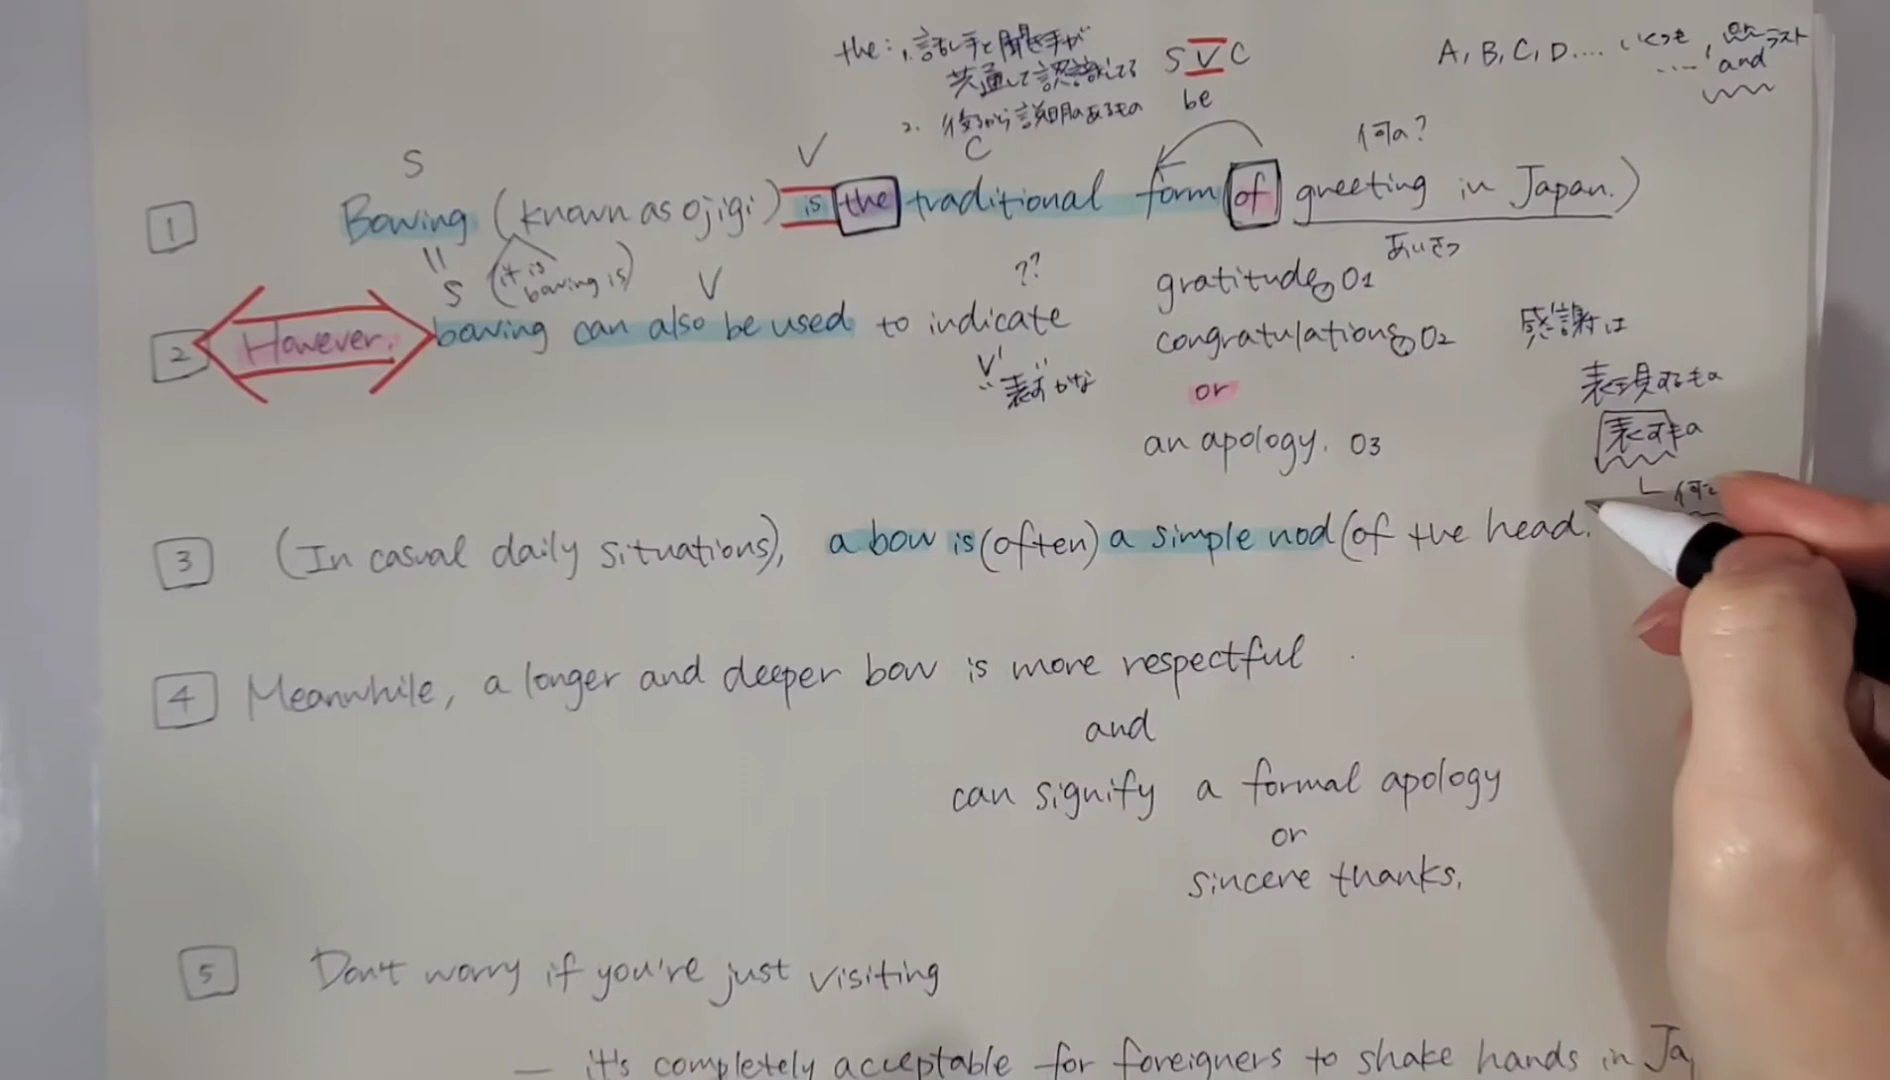 the: 1. 話し手と聞き手が
共通して認識してる
2. 後ろから説明のあるもの
S V C
be
A, B, C, D.... いくつも
....
, 点 ラスト
and
S
V
C
何の?
1 Bowing (known as ojigi) is the traditional form of greeting in Japan.)
あいさつ
S
(it is
bowing is)
V
??
gratitude, O1
2 However, bowing can also be used to indicate
congratulations, O2
V'
"表すかな"
or
an apology. O3
感謝は
表現するもの
表すもの
3 (In casual daily situations), a bow is (often) a simple nod (of the head.
4 Meanwhile, a longer and deeper bow is more respectful
and
can signify a formal apology
or
sincere thanks.
5 Don't worry if you're just visiting
— it's completely acceptable for foreigners to shake hands in Ja